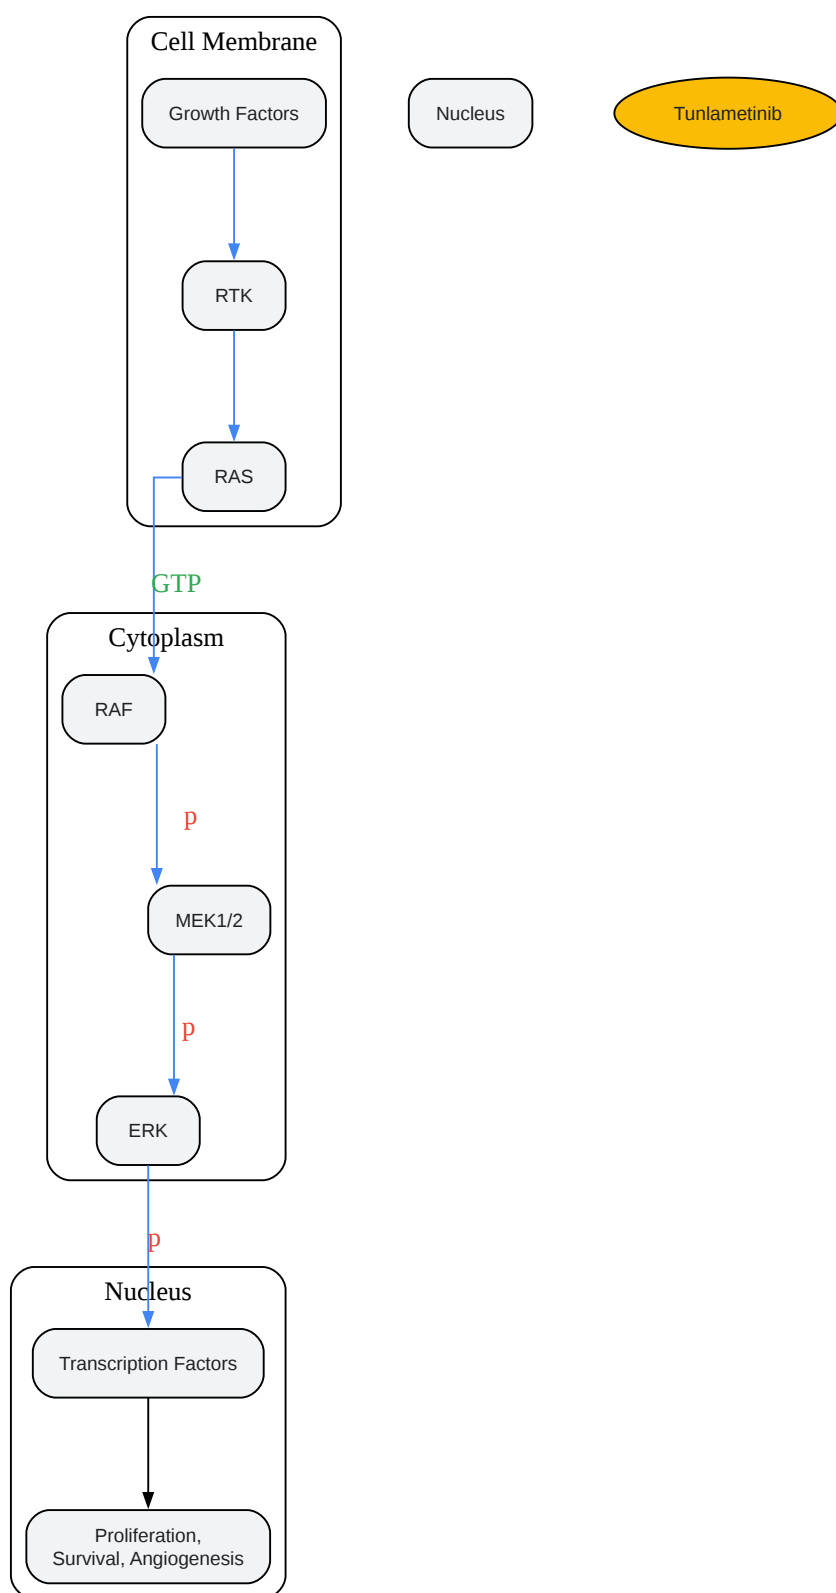 Cell Membrane
Growth Factors
Nucleus
Tunlametinib
RTK
RAS
GTP
Cytoplasm
RAF
p
MEK1/2
p
ERK
p
Nucleus
Transcription Factors
Proliferation,
Survival, Angiogenesis